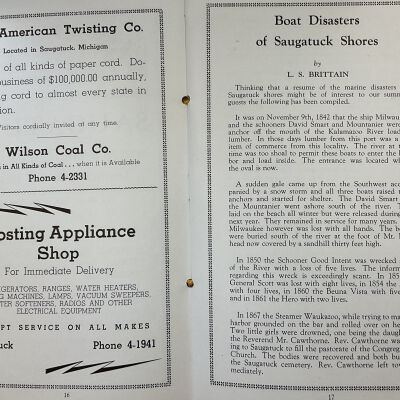 American Twisting Co.
Located in Saugatuck, Michigan
of all kinds of paper cord. Do-
business of $100,000.00 annually,
ng cord to almost every state in
tion.
Visitors cordially invited at any time.
Wilson Coal Co.
s in All Kinds of Coal . . . when it is Available
Phone 4-2331
osting Appliance
Shop
For Immediate Delivery
GERATORS, RANGES, WATER HEATERS,
G MACHINES, LAMPS, VACUUM SWEEPERS,
TER SOFTENERS, RADIOS AND OTHER
ELECTRICAL EQUIPMENT
PT SERVICE ON ALL MAKES
uck Phone 4-1941
16
Boat Disasters
of Saugatuck Shores
by
L. S. BRITTAIN
Thinking that a resume of the marine disasters
Saugatuck shores might be of interest to our summ
guests the following has been compiled.
It was on November 9th, 1842 that the ship Milwau
and the schooners David Smart and Mountanier were
anchor off the mouth of the Kalamazoo River load
lumber. In those days lumber from this port was a
item of commerce from this locality. The river at t
time was too shoal to permit these boats to enter the h
bor and load inside. The entrance was located wh
the oval is now.
A sudden gale came up from the Southwest acc
panied by a snow storm and all three boats raised
anchors and started for shelter. The David Smart
the Mountanier went ashore south of the river. T
laid on the beach all winter but were released durin
next year. They remained in service for many years.
Milwaukee however was lost with all hands. The bo
were buried south of the river at the foot of Mt.
head now covered by a sandhill thirty feet high.
In 1850 the Schooner Good Intent was wrecked
of the River with a loss of five lives. The inform
regarding this wreck is exceedingly scant. In 185
General Scott was lost with eight lives, in 1854 the
with four lives, in 1860 the Beuna Vista with five
and in 1861 the Hero with two lives.
In 1867 the Steamer Waukazoo, while trying to ma
harbor grounded on the bar and rolled over on he
Two little girls were drowned, one being the daugh
the Reverend Mr. Cawthorne. Rev. Cawthorne wa
ing to Saugatuck to fill the pastorate of the Congreg
Church. The bodies were recovered and both bu
the Saugatuck cemetery. Rev. Cawthorne left tow
mediately.
17